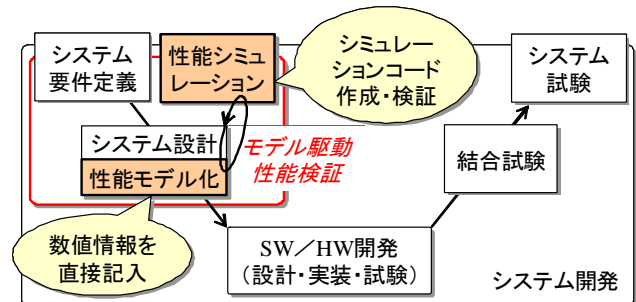 システム
要件定義
性能シミュ
レーション
シミュレー
ションコード
作成・検証
システム
試験
システム設計
性能モデル化
モデル駆動
性能検証
結合試験
数値情報を
直接記入
SW／HW開発
（設計・実装・試験）
システム開発